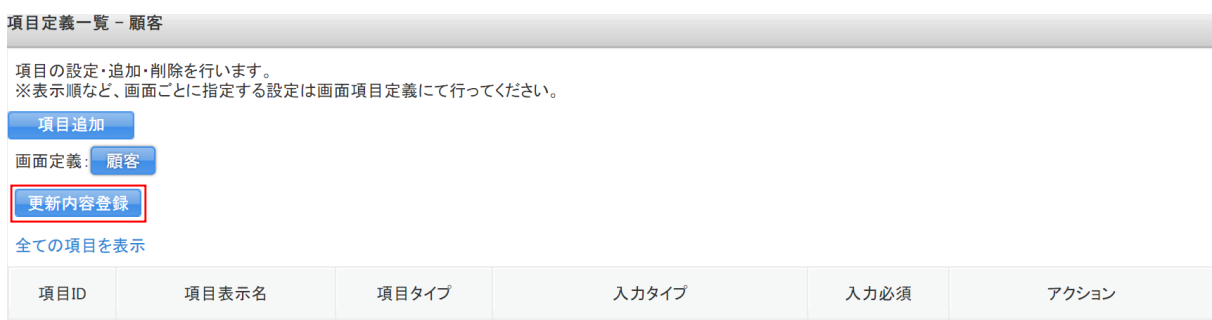 項目定義一覧 – 顧客
項目の設定・追加・削除を行います。
※表示順など、画面ごとに指定する設定は画面項目定義にて行ってください。
項目追加
画面定義: 顧客
更新内容登録
全ての項目を表示
項目ID 項目表示名 項目タイプ 入力タイプ 入力必須 アクション